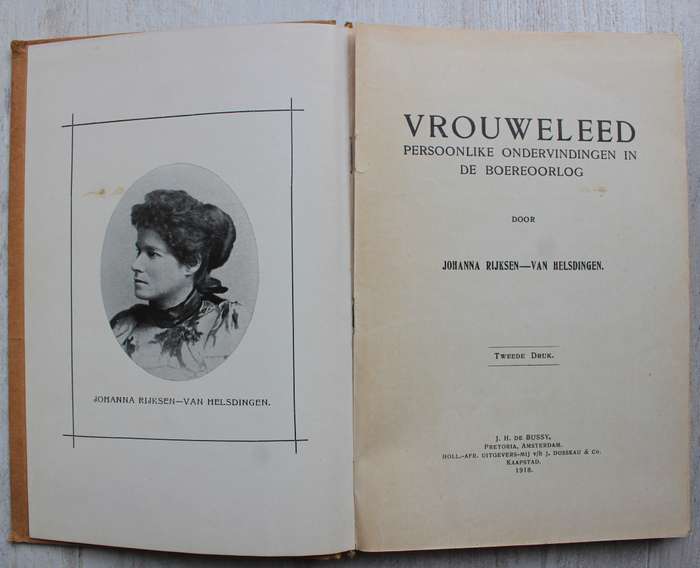 JOHANNA RIJKSEN—VAN HELSDINGEN.
VROUWELEED
PERSOONLIKE ONDERVINDINGEN IN
DE BOEREOORLOG
DOOR
JOHANNA RIJKSEN—VAN HELSDINGEN.
TWEEDE DRUK.
J. H. DE BUSSY,
PRETORIA, AMSTERDAM.
HOLL.-AFR. UITGEVERS-MIJ v/h J. DUSSEAU & Co.
KAAPSTAD.
1918.